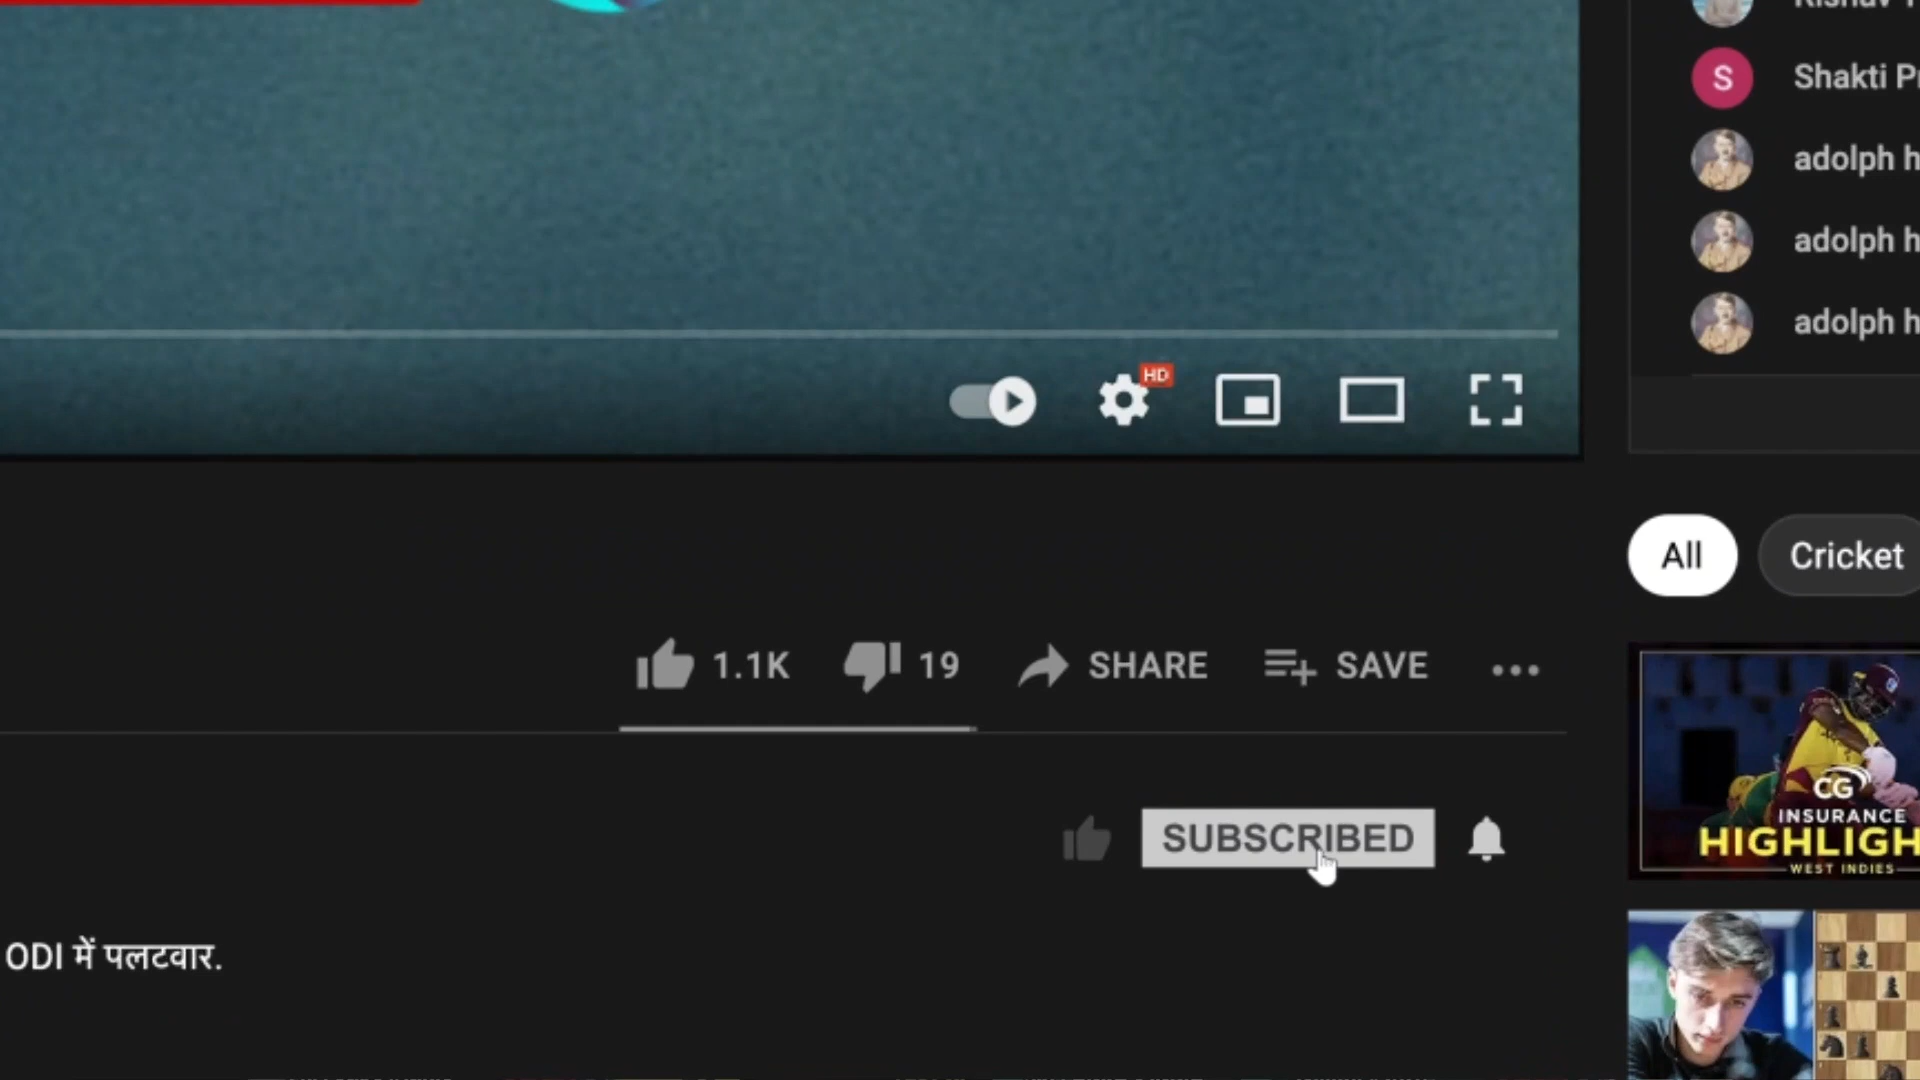 S
Shakti
adolph h
adolph h
adolph h
HD
All
Cricket
1.1K
19
SHARE
SAVE
CG
INSURANCE
HIGHLIGH
WEST INDIES
SUBSCRIBED
ODI में पलटवार.